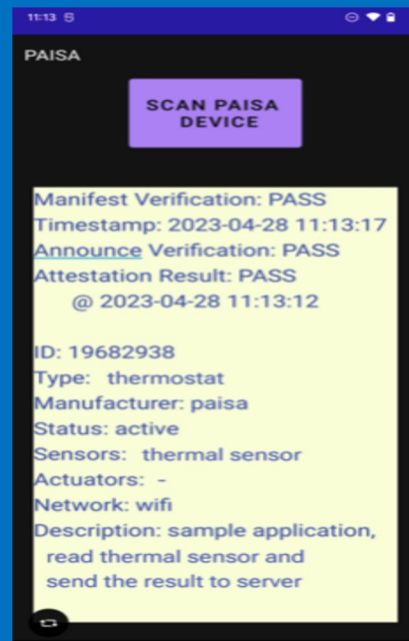 11:13
PAISA
SCAN PAISA
DEVICE
Manifest Verification: PASS
Timestamp: 2023-04-28 11:13:17
Announce Verification: PASS
Attestation Result: PASS
@ 2023-04-28 11:13:12
ID: 19682938
Type: thermostat
Manufacturer: paisa
Status: active
Sensors: thermal sensor
Actuators: -
Network: wifi
Description: sample application,
read thermal sensor and
send the result to server